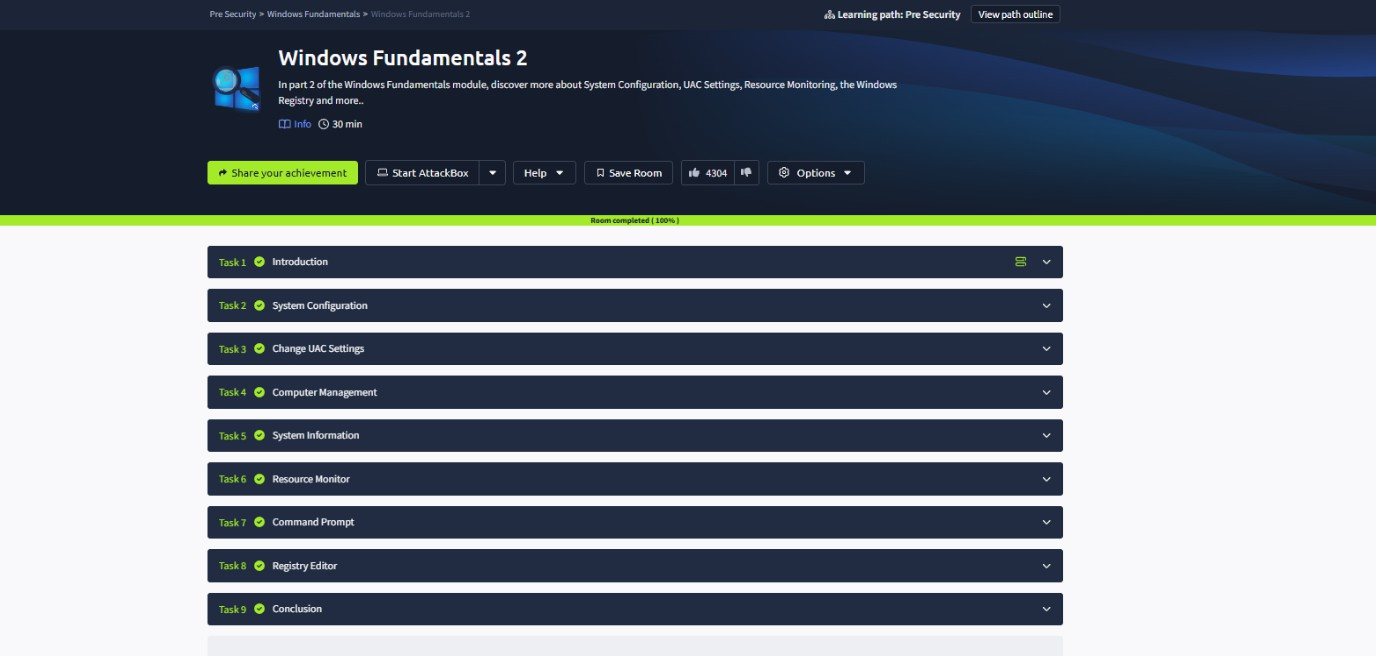 Pre Security > Windows Fundamentals > Windows Fundamentals 2
Learning path: Pre Security View path outline
Windows Fundamentals 2
In part 2 of the Windows Fundamentals module, discover more about System Configuration, UAC Settings, Resource Monitoring, the Windows
Registry and more..
Info 30 min
Share your achievement Start AttackBox Help Save Room 4304 Options
Room completed ( 100% )
Task 1 Introduction
Task 2 System Configuration
Task 3 Change UAC Settings
Task 4 Computer Management
Task 5 System Information
Task 6 Resource Monitor
Task 7 Command Prompt
Task 8 Registry Editor
Task 9 Conclusion